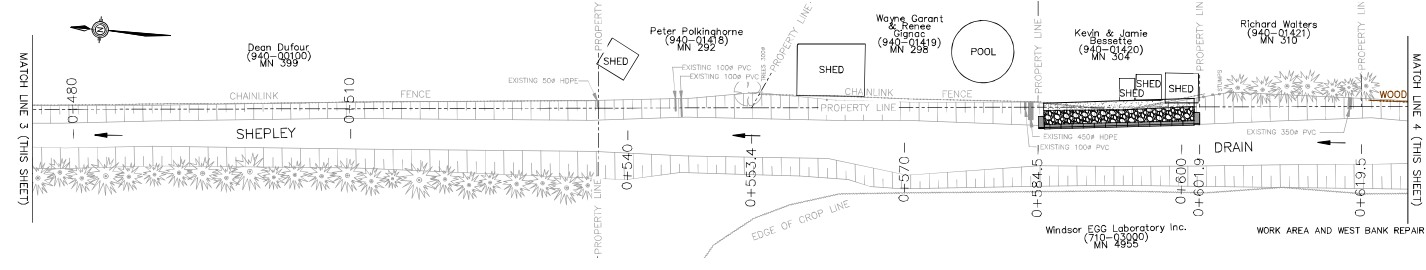 MATCH LINE 3 (THIS SHEET)
Dean Dufour
(940-00100)
MN 399
0+480
CHAINLINK
0+510
FENCE
SHEPLEY
EXISTING 50ø HDPE
PROPERTY LINE
PROPERTY LINE
SHED
Peter Polkinghorne
(940-01418)
MN 292
EXISTING 100ø PVC
EXISTING 100ø PVC
PROPERTY LINE
0+540
0+553.4
Wayne Garant
& Renee
Gignac
(940-01419)
MN 298
SHED
POOL
CHAINLINK
FENCE
PROPERTY LINE
0+570
EDGE OF CROP LINE
PROPERTY LINE
Kevin & Jamie
Bessette
(940-01420)
MN 304
SHED
SHED
SHED
EXISTING 450ø HDPE
EXISTING 100ø PVC
0+584.5
0+600
0+601.9
PROPERTY LIN
STUMPS
Richard Walters
(940-01421)
MN 310
PROPERTY LIN
WOOD
EXISTING 350ø PVC
DRAIN
0+619.5
Windsor EGG Laboratory Inc.
(710-03000)
MN 4955
WORK AREA AND WEST BANK REPAIR
MATCH LINE 4 (THIS SHEET)